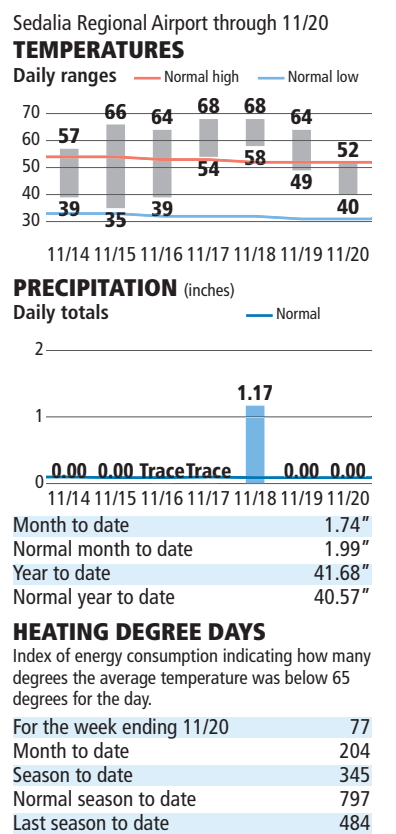 Sedalia Regional Airport through 11/20
TEMPERATURES
Daily ranges Normal high Normal low
70
60
50
40
30
57 66 64 68 68 64 52
39 35 39 54 58 49 40
11/14 11/15 11/16 11/17 11/18 11/19 11/20
PRECIPITATION (inches)
Daily totals Normal
2
1
0
1.17
0.00 0.00 Trace Trace 0.00 0.00
11/14 11/15 11/16 11/17 11/18 11/19 11/20
Month to date 1.74"
Normal month to date 1.99"
Year to date 41.68"
Normal year to date 40.57"
HEATING DEGREE DAYS
Index of energy consumption indicating how many
degrees the average temperature was below 65
degrees for the day.
For the week ending 11/20 77
Month to date 204
Season to date 345
Normal season to date 797
Last season to date 484